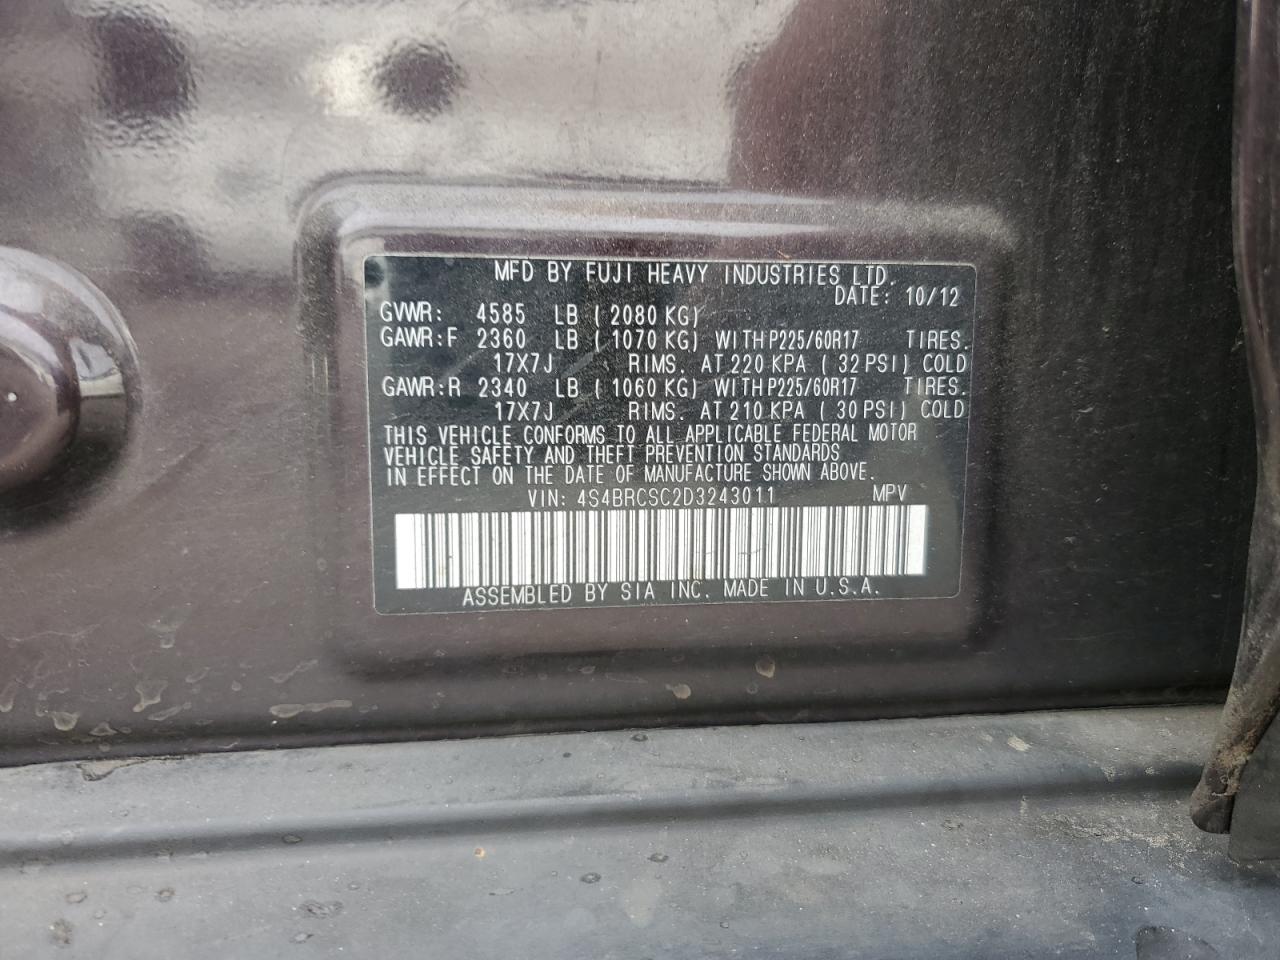 MFD BY FUJI HEAVY INDUSTRIES LTD.
DATE: 10/12
GVWR: 4585 LB ( 2080 KG)
GAWR:F 2360 LB ( 1070 KG) WITHP225/60R17 TIRES.
17X7J RIMS. AT 220 KPA ( 32 PSI) COLD
GAWR:R 2340 LB ( 1060 KG) WITHP225/60R17 TIRES.
17X7J RIMS. AT 210 KPA ( 30 PSI) COLD
THIS VEHICLE CONFORMS TO ALL APPLICABLE FEDERAL MOTOR
VEHICLE SAFETY AND THEFT PREVENTION STANDARDS
IN EFFECT ON THE DATE OF MANUFACTURE SHOWN ABOVE.
VIN: 4S4BRCSC2D3243011 MPV
ASSEMBLED BY SIA INC. MADE IN U.S.A.